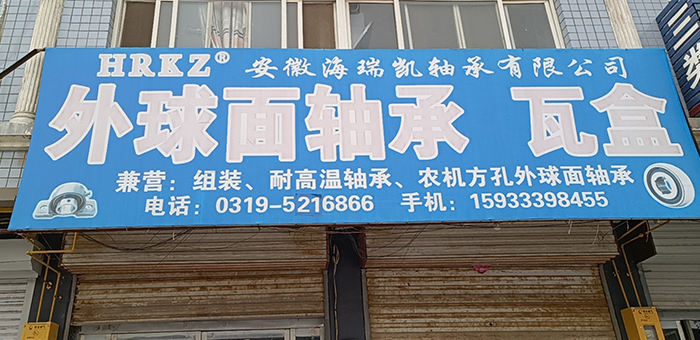 HRKZ® 安徽海瑞凯轴承有限公司
外球面轴承 瓦盒
兼营：组装、耐高温轴承、农机方孔外球面轴承
电话：0319-5216866 手机：15933398455